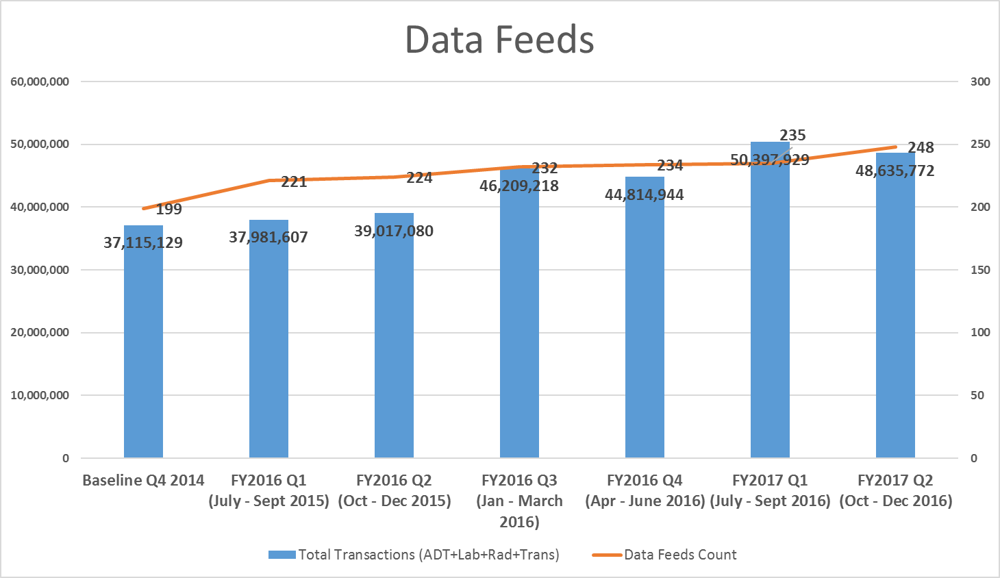 Data Feeds
60,000,000
50,000,000
40,000,000
30,000,000
20,000,000
10,000,000
0
300
250
200
150
100
50
0
199
221
224
232
234
235
248
37,115,129
37,981,607
39,017,080
46,209,218
44,814,944
50,397,929
48,635,772
Baseline Q4 2014
FY2016 Q1
(July - Sept 2015)
FY2016 Q2
(Oct - Dec 2015)
FY2016 Q3
(Jan - March
2016)
FY2016 Q4
(Apr - June 2016)
FY2017 Q1
(July - Sept 2016)
FY2017 Q2
(Oct - Dec 2016)
Total Transactions (ADT+Lab+Rad+Trans)
Data Feeds Count